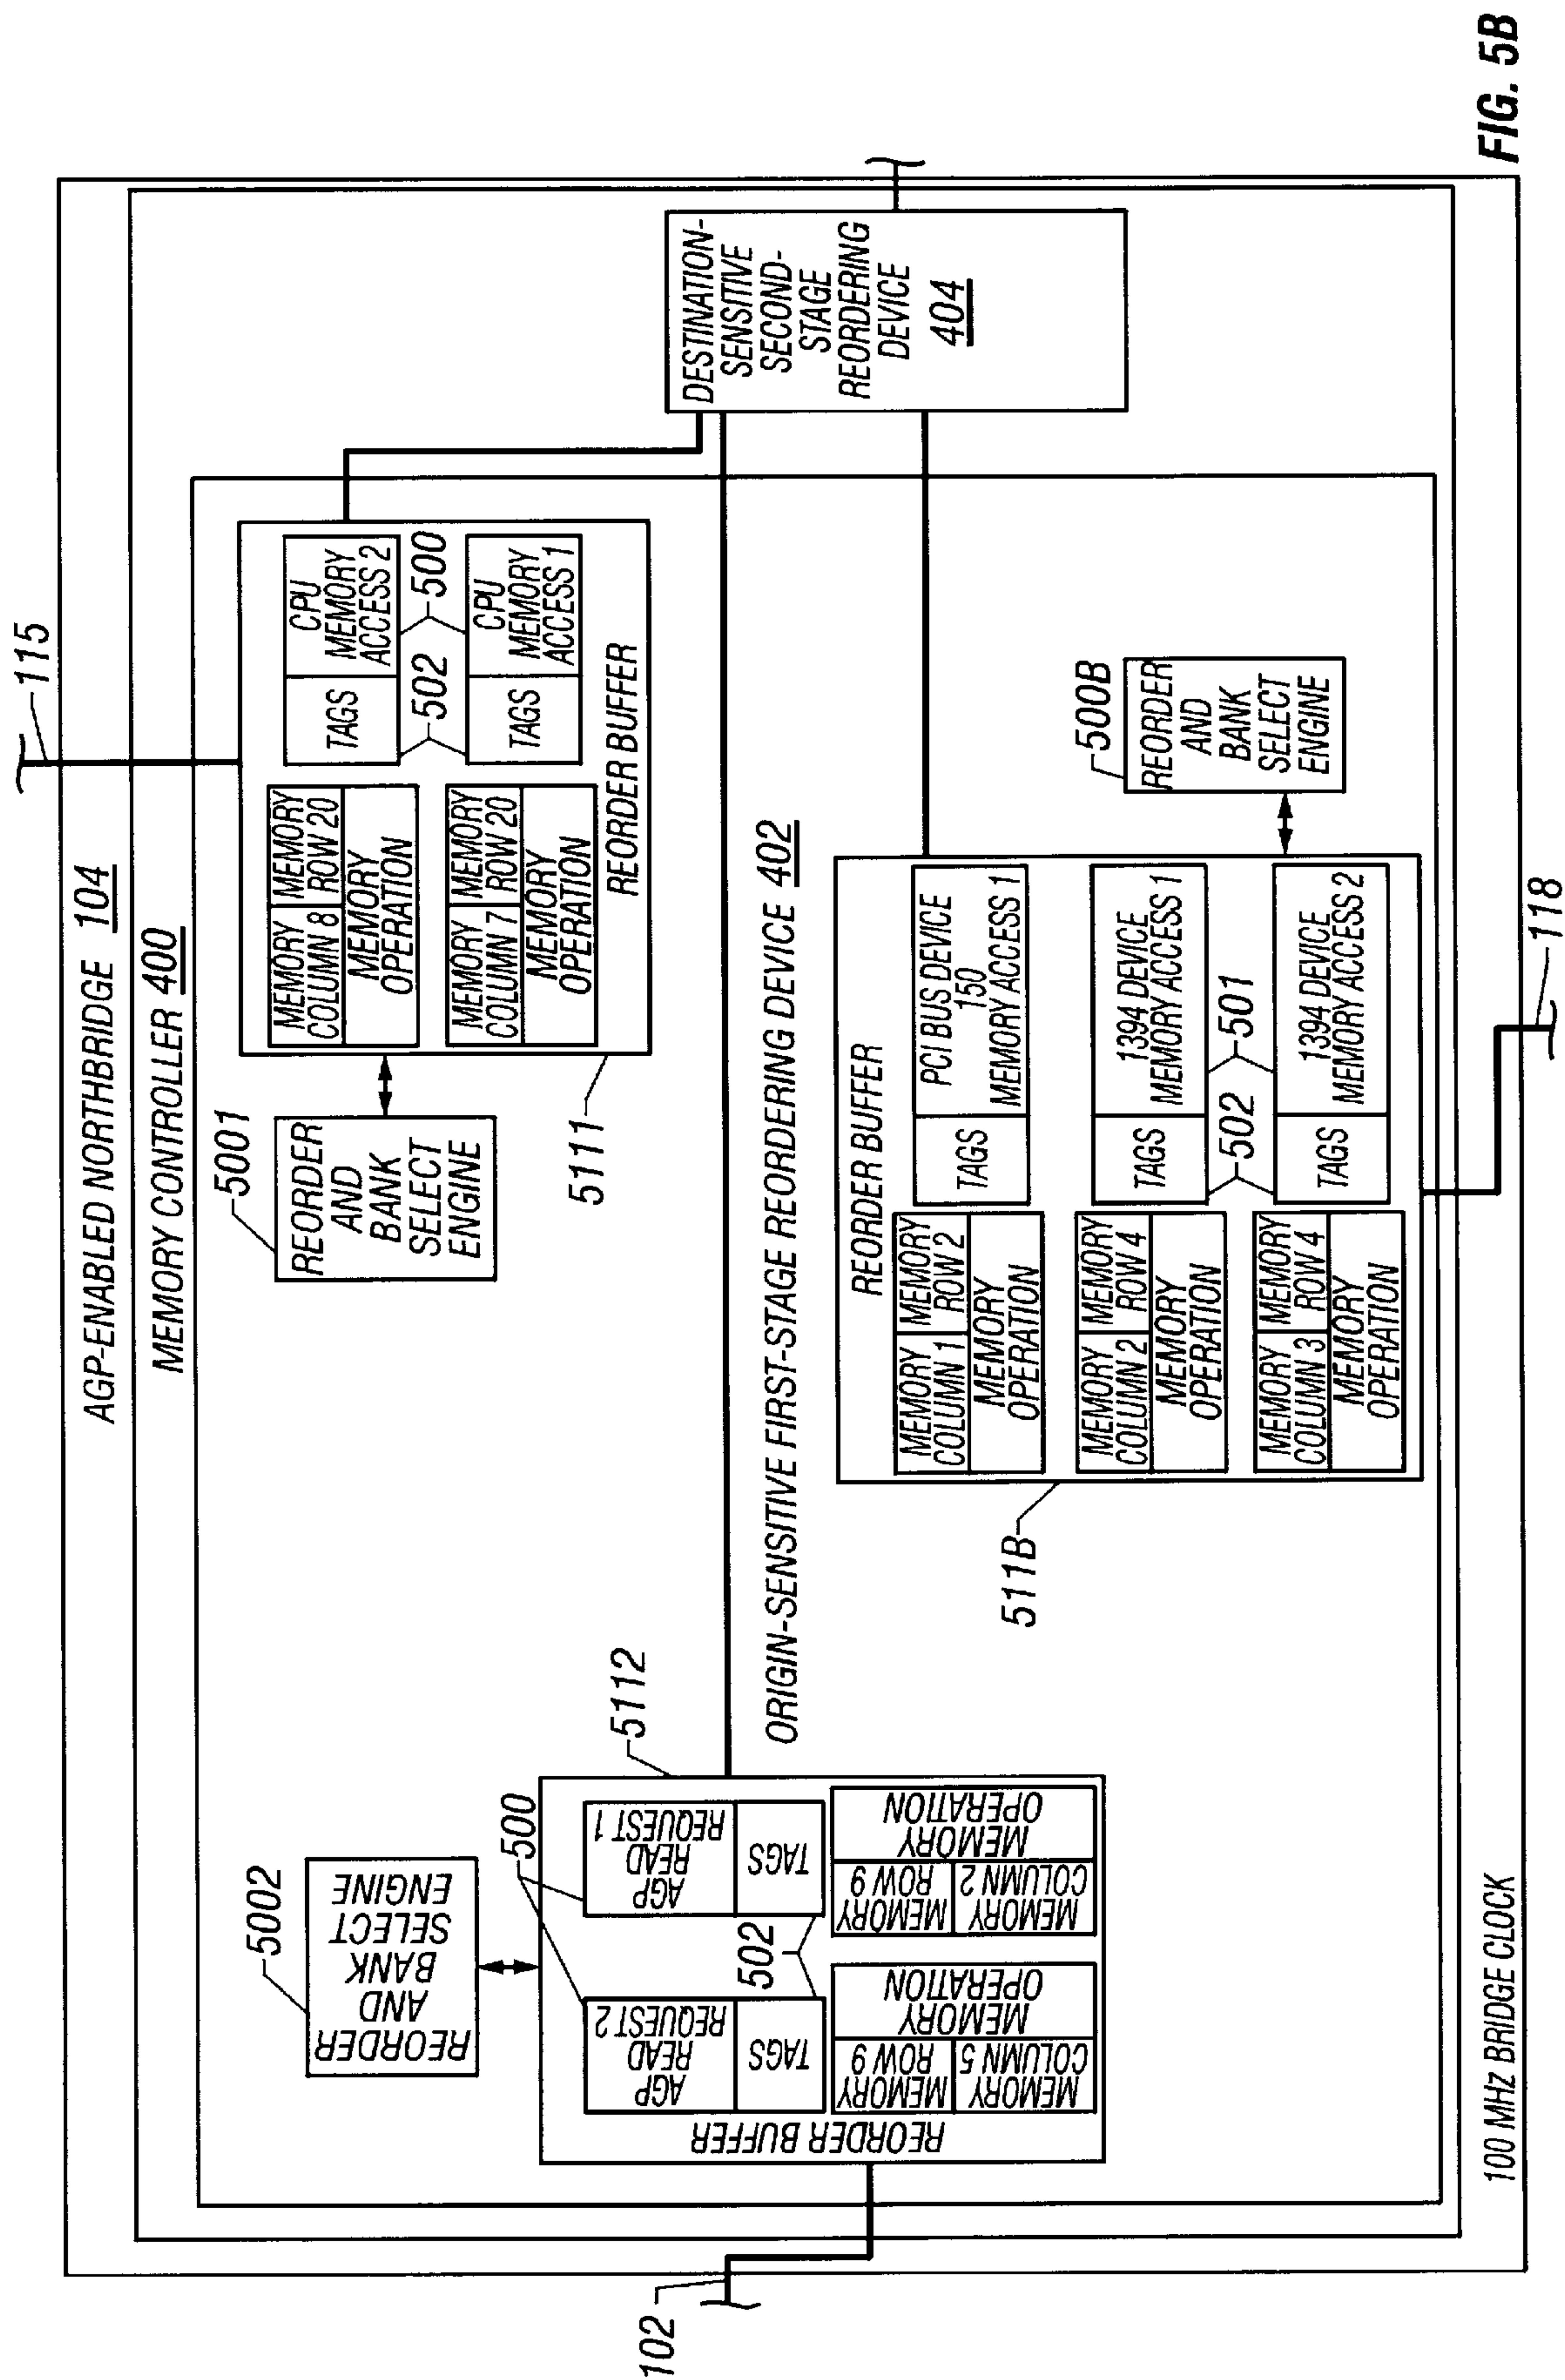 115
AGP-ENABLED NORTHBRIDGE 104
MEMORY CONTROLLER 400
5001
REORDER
AND
BANK
SELECT
ENGINE
5111
MEMORY
COLUMN 8
MEMORY
ROW 20
MEMORY
OPERATION
TAGS
CPU
MEMORY
ACCESS 2
502
500
MEMORY
COLUMN 7
MEMORY
ROW 20
MEMORY
OPERATION
TAGS
CPU
MEMORY
ACCESS 1
REORDER BUFFER
5002
REORDER
AND
BANK
SELECT
ENGINE
500
5112
REORDER BUFFER
AGP
READ
REQUEST 2
TAGS
MEMORY
ROW 9
MEMORY
COLUMN 5
MEMORY
OPERATION
502
AGP
READ
REQUEST 1
TAGS
MEMORY
ROW 9
MEMORY
COLUMN 2
MEMORY
OPERATION
102
DESTINATION-
SENSITIVE
SECOND-
STAGE
REORDERING
DEVICE
404
ORIGIN-SENSITIVE FIRST-STAGE REORDERING DEVICE 402
511B
REORDER BUFFER
MEMORY
COLUMN 1
MEMORY
ROW 2
MEMORY
OPERATION
TAGS
PCI BUS DEVICE
150
MEMORY ACCESS 1
MEMORY
COLUMN 2
MEMORY
ROW 4
MEMORY
OPERATION
TAGS
1394 DEVICE
MEMORY ACCESS 1
502
501
MEMORY
COLUMN 3
MEMORY
ROW 4
MEMORY
OPERATION
TAGS
1394 DEVICE
MEMORY ACCESS 2
500B
REORDER
AND
BANK
SELECT
ENGINE
118
100 MHz BRIDGE CLOCK
FIG. 5B